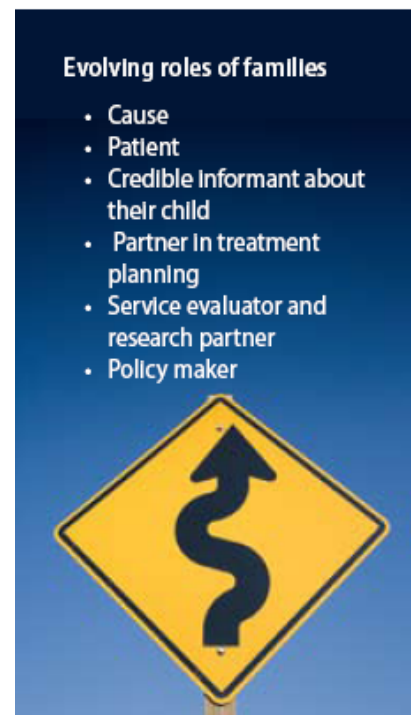 Evolving roles of families
• Cause
• Patient
• Credible informant about
their child
• Partner in treatment
planning
• Service evaluator and
research partner
• Policy maker